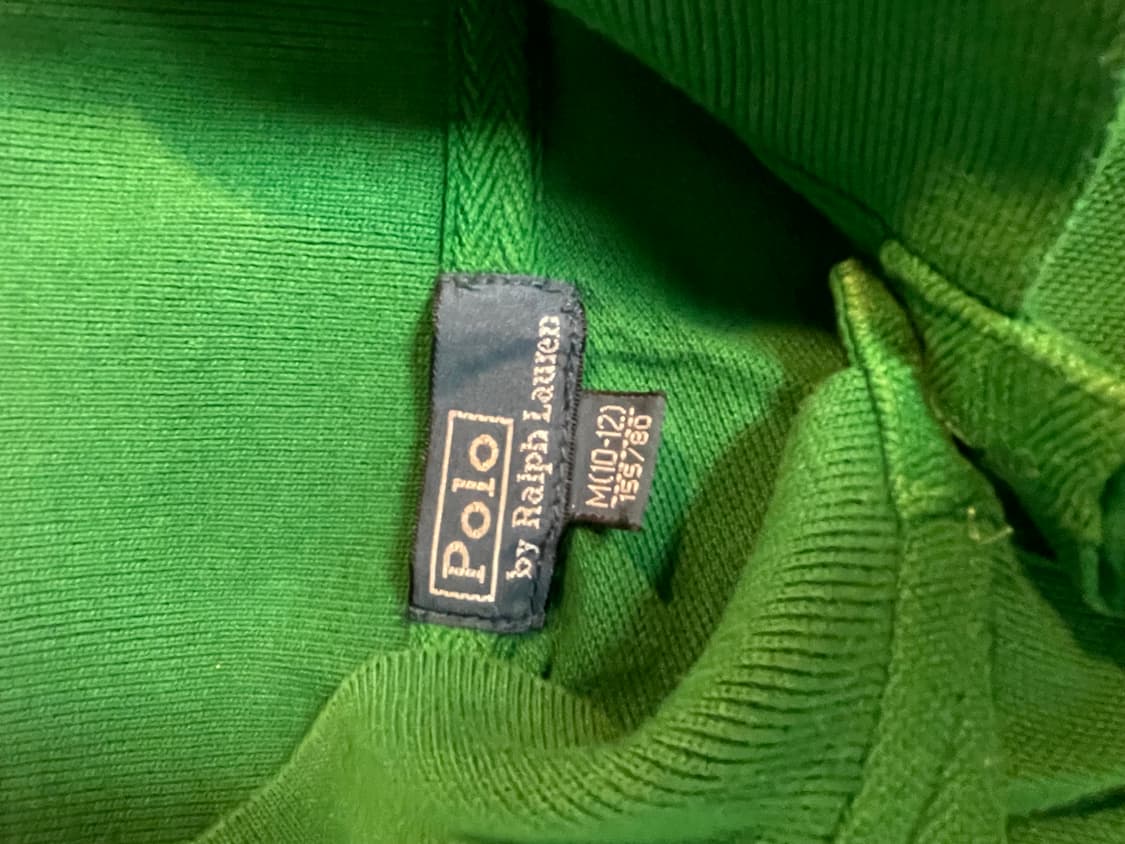 Polo
by Ralph Lauren
M(10-12)
155/80